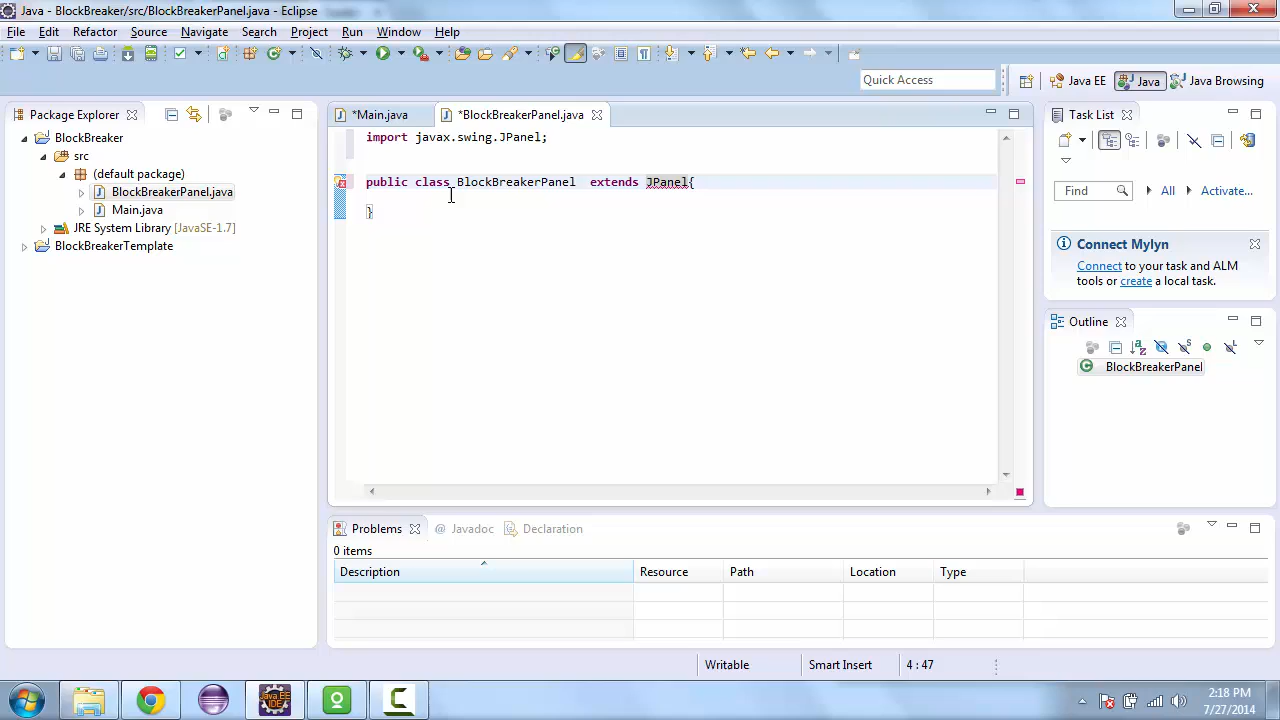 Java - BlockBreaker/src/BlockBreakerPanel.java - Eclipse
File Edit Refactor Source Navigate Search Project Run Window Help
Quick Access
Java EE Java Java Browsing
Package Explorer
BlockBreaker
src
(default package)
BlockBreakerPanel.java
Main.java
JRE System Library [JavaSE-1.7]
BlockBreakerTemplate
*Main.java *BlockBreakerPanel.java
import javax.swing.JPanel;
public class BlockBreakerPanel  extends JPanel{
}
Task List
Find All Activate...
Connect Mylyn
Connect to your task and ALM
tools or create a local task.
Outline
BlockBreakerPanel
Problems @ Javadoc Declaration
0 items
Description Resource Path Location Type
Writable Smart Insert 4 : 47
Java EE
IDE
2:18 PM
7/27/2014